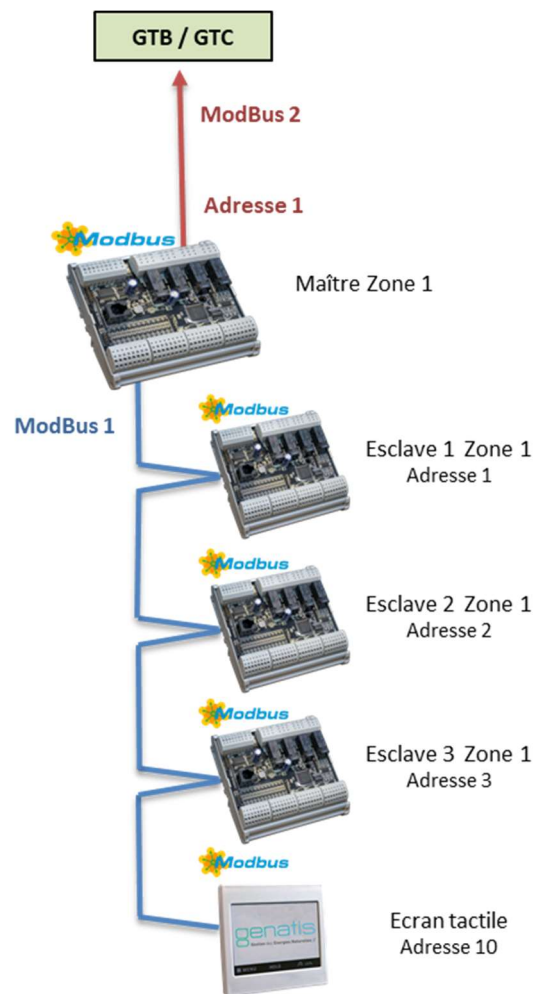 GTB / GTC
ModBus 2
Adresse 1
Modbus
Maître Zone 1
ModBus 1
Modbus
Esclave 1 Zone 1
Adresse 1
Modbus
Esclave 2 Zone 1
Adresse 2
Modbus
Esclave 3 Zone 1
Adresse 3
Modbus
genatis
Ecran tactile
Adresse 10